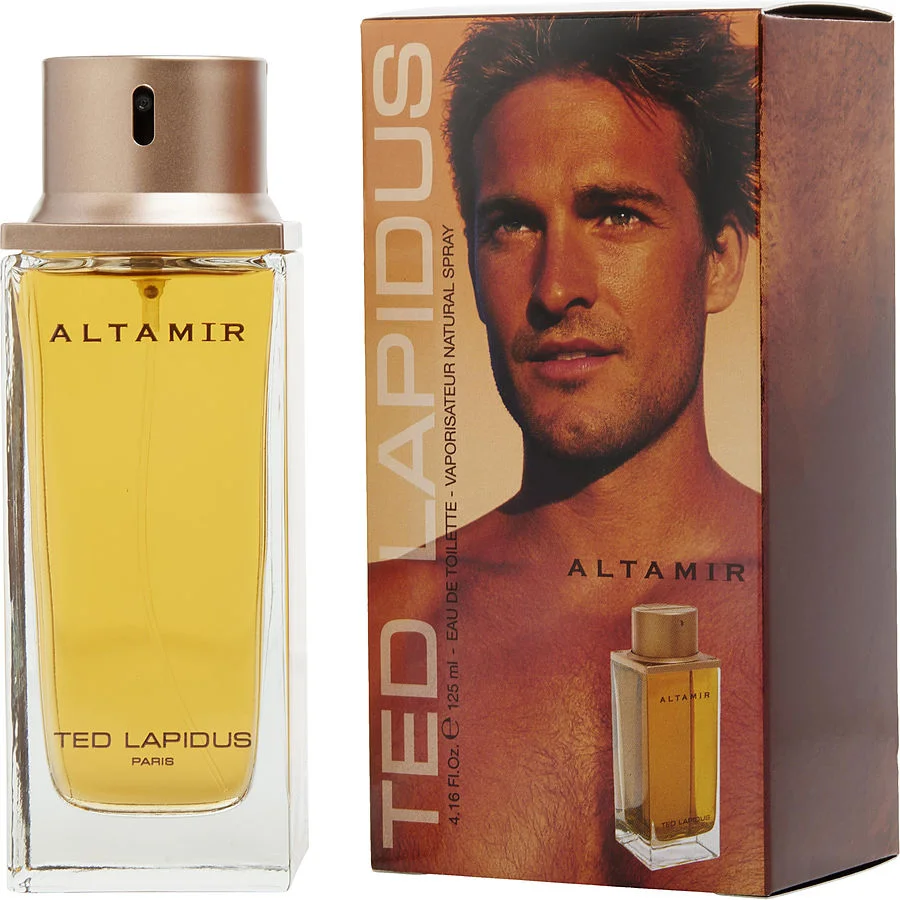 ALTAMIR
TED LAPIDUS
PARIS
TED LAPIDUS
4.16 Fl.Oz. e 125 ml - EAU DE TOILETTE - VAPORISATEUR NATURAL SPRAY
ALTAMIR
ALTAMIR
TED LAPIDUS